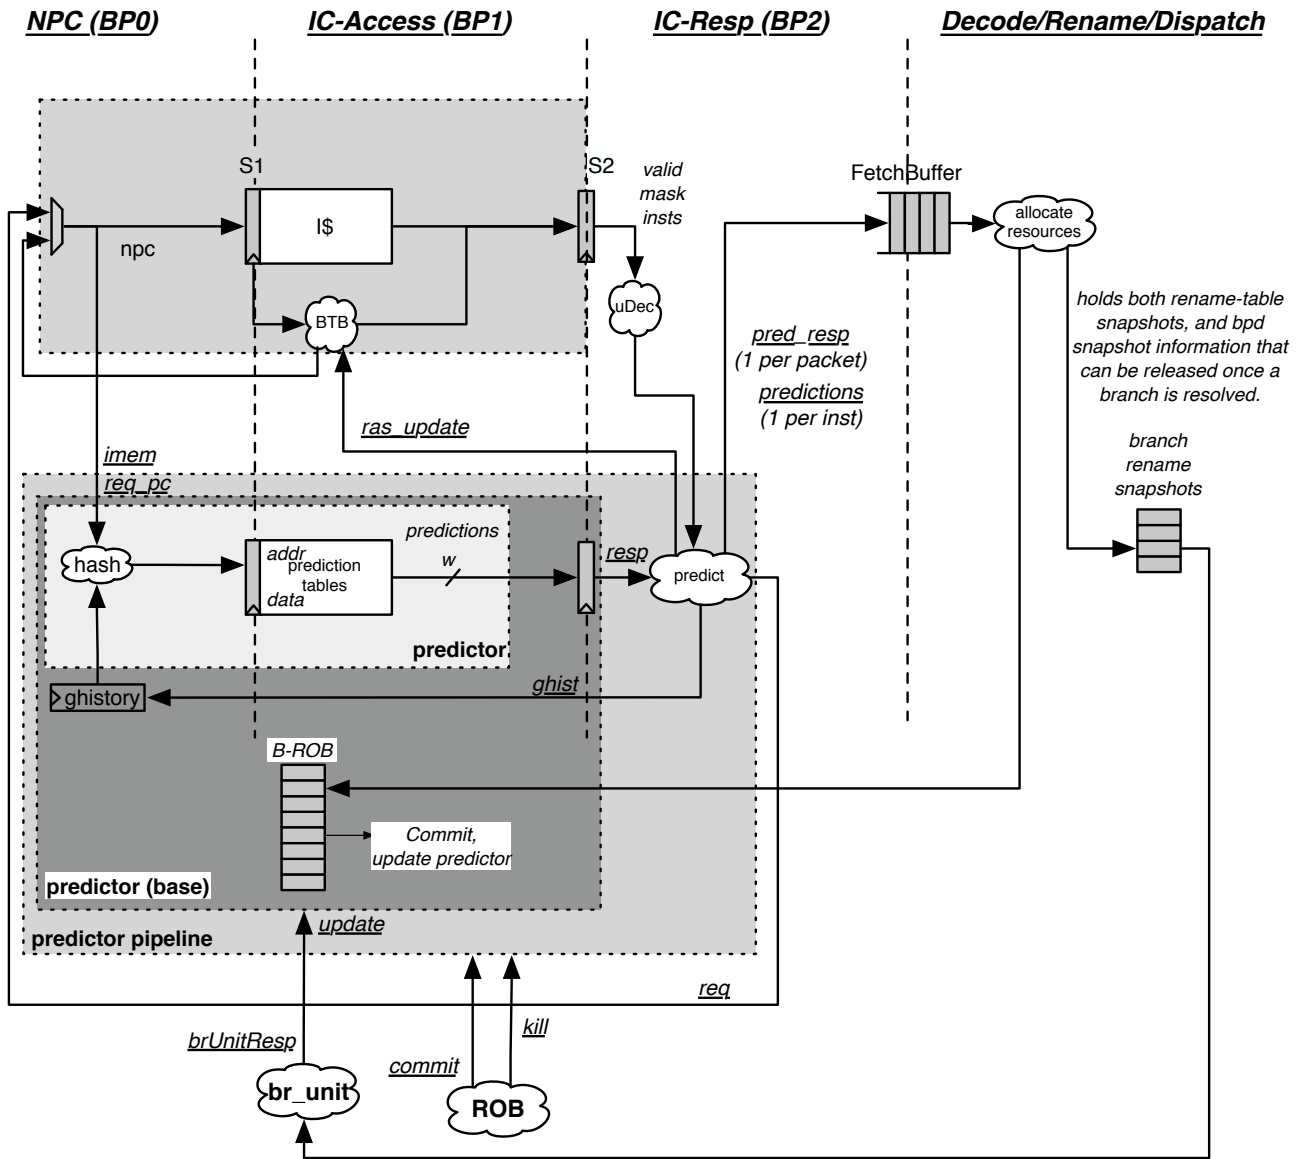 NPC (BP0)
IC-Access (BP1)
IC-Resp (BP2)
Decode/Rename/Dispatch
S1
S2
valid
mask
insts
FetchBuffer
allocate
resources
I$
npc
BTB
uDec
holds both rename-table
snapshots, and bpd
snapshot information that
can be released once a
branch is resolved.
pred_resp
(1 per packet)
predictions
(1 per inst)
ras_update
branch
rename
snapshots
imem
req_pc
hash
addr
prediction
tables
data
predictions
w
resp
predict
predictor
ghistory
ghist
B-ROB
Commit,
update predictor
predictor (base)
predictor pipeline
update
req
kill
brUnitResp
commit
br_unit
ROB